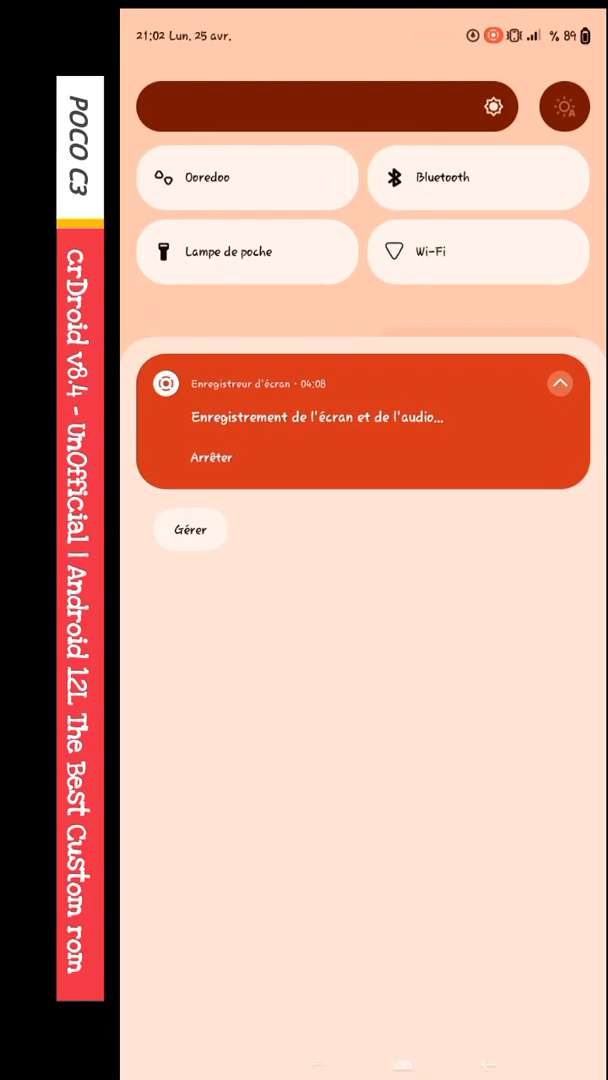 POCO C3
crDroid v8.4 - UnOfficial | Android 12L The Best Custom rom
21:02 Lun. 25 avr.
% 89
Ooredoo
Bluetooth
Lampe de poche
Wi-Fi
Enregistreur d'écran • 04:08
Enregistrement de l'écran et de l'audio...
Arrêter
Gérer